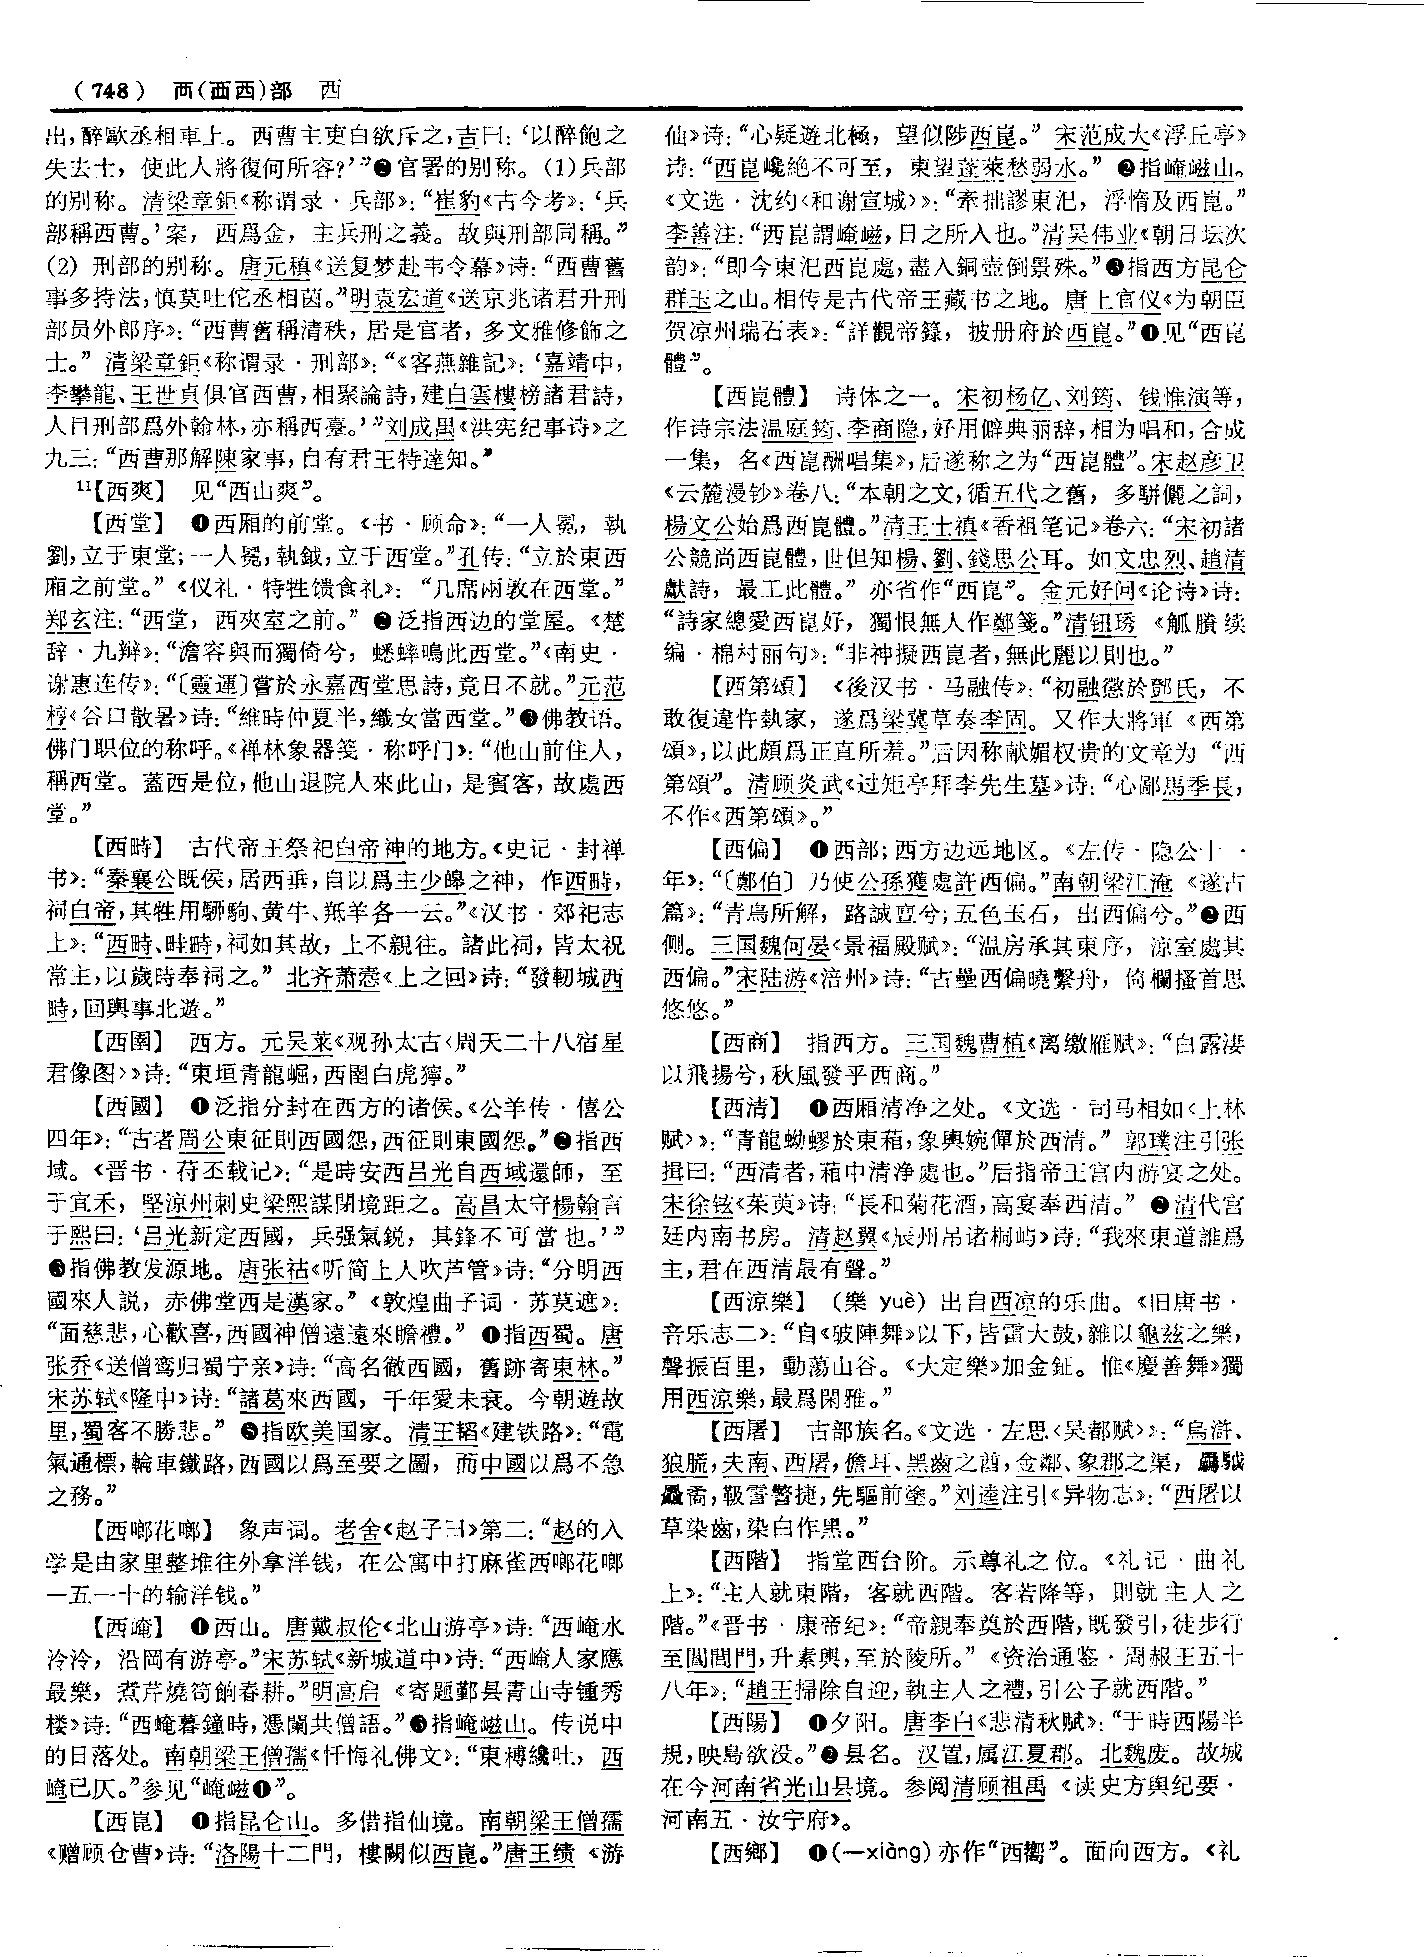 （748） 襾(覀西)部 西
出，醉歐丞相車上。西曹主吏白欲斥之，吉曰：‘以醉飽之
失去士，使此人將復何所容？’”❷官署的别称。(1)兵部
的别称。清梁章鉅《称谓录·兵部》：“崔豹《古今考》：‘兵
部稱西曹。’案，西爲金，主兵刑之義。故與刑部同稱。”
(2) 刑部的别称。唐元稹《送复梦赴韦令幕》诗：“西曹舊
事多持法，慎莫吐佗丞相茵。”明袁宏道《送京兆诸君升刑
部员外郎序》：“西曹舊稱清秩，居是官者，多文雅修飾之
士。” 清梁章鉅《称谓录·刑部》：“《客燕雜記》：‘嘉靖中，
李攀龍、王世貞俱官西曹，相聚論詩，建白雲樓榜諸君詩，
人目刑部爲外翰林，亦稱西臺。’”刘成禺《洪宪纪事诗》之
九三：“西曹那解陳家事，自有君王特達知。”
11【西爽】 见“西山爽”。
【西堂】 ❶西厢的前堂。《书·顾命》：“一人冕，執
劉，立于東堂；一人冕，執鉞，立于西堂。”孔传：“立於東西
廂之前堂。”《仪礼·特牲馈食礼》：“几席兩敦在西堂。”
郑玄注：“西堂，西夾室之前。” ❷泛指西边的堂屋。《楚
辞·九辩》：“澹容與而獨倚兮，蟋蟀鳴此西堂。”《南史·
谢惠连传》：“〔靈運〕嘗於永嘉西堂思詩，竟日不就。”元范
梈《谷口散暑》诗：“維時仲夏半，織女當西堂。”❸佛教语。
佛门职位的称呼。《禅林象器笺·称呼门》：“他山前住人，
稱西堂。蓋西是位，他山退院人來此山，是賓客，故處西
堂。”
【西畤】 古代帝王祭祀白帝神的地方。《史记·封禅
书》：“秦襄公既侯，居西垂，自以爲主少皞之神，作西畤，
祠白帝，其牲用駵駒、黄牛、羝羊各一云。”《汉书·郊祀志
上》：“西畤、畦畤，祠如其故，上不親往。諸此祠，皆太祝
常主，以歲時奉祠之。” 北齐萧悫《上之回》诗：“發軔城西
畤，回輿事北遊。”
【西圉】 西方。元吴莱《观孙太古〈周天二十八宿星
君像图〉》诗：“東垣青龍崛，西圉白虎獰。”
【西國】 ❶泛指分封在西方的诸侯。《公羊传·僖公
四年》：“古者周公東征則西國怨，西征則東國怨。”❷指西
域。《晋书·苻丕载记》：“是時安西吕光自西域還師，至
于宜禾，堅涼州刺史梁熙謀閉境距之。高昌太守楊翰言
于熙曰：‘吕光新定西國，兵强氣鋭，其鋒不可當也。’”
❸指佛教发源地。唐张祜《听简上人吹芦管》诗：“分明西
國來人説，赤佛堂西是漢家。”《敦煌曲子词·苏莫遮》：
“面慈悲，心歡喜，西國神僧遠遠來瞻禮。” ❹指西蜀。唐
张乔《送僧鸾归蜀宁亲》诗：“高名徹西國，舊跡寄東林。”
宋苏轼《隆中》诗：“諸葛來西國，千年愛未衰。今朝遊故
里，蜀客不勝悲。” ❺指欧美国家。清王韬《建铁路》：“電
氣通標，輪車鐵路，西國以爲至要之圖，而中國以爲不急
之務。”
【西啷花啷】 象声词。老舍《赵子曰》第二：“赵的入
学是由家里整堆往外拿洋钱，在公寓中打麻雀西啷花啷
一五一十的输洋钱。”
【西崦】 ❶西山。唐戴叔伦《北山游亭》诗：“西崦水
泠泠，沿岡有游亭。”宋苏轼《新城道中》诗：“西崦人家應
最樂，煮芹燒筍餉春耕。”明高启《寄题鄞县青山寺锺秀
楼》诗：“西崦暮鐘時，憑闌共僧語。”❷指崦嵫山。传说中
的日落处。南朝梁王僧孺《忏悔礼佛文》：“東榑纔吐，西
崦已仄。”参见“崦嵫❶”。
【西崑】 ❶指昆仑山。多借指仙境。南朝梁王僧孺
《赠顾仓曹》诗：“洛陽十二門，樓闕似西崑。”唐王绩《游
仙》诗：“心疑遊北極，望似陟西崑。” 宋范成大《浮丘亭》
诗：“西崑巉絶不可至，東望蓬萊愁弱水。” ❷指崦嵫山。
《文选·沈约〈和谢宣城〉》：“牽拙謬東汜，浮惰及西崑。”
李善注：“西崑謂崦嵫，日之所入也。”清吴伟业《朝日坛次
韵》：“即今東汜西崑處，盡入銅壺倒景殊。”❸指西方昆仑
群玉之山。相传是古代帝王藏书之地。唐上官仪《为朝臣
贺凉州瑞石表》：“詳觀帝籙，披册府於西崑。”❹见“西崑
體”。
【西崑體】 诗体之一。宋初杨亿、刘筠、钱惟演等，
作诗宗法温庭筠、李商隐，好用僻典丽辞，相为唱和，合成
一集，名《西崑酬唱集》，后遂称之为“西崑體”。宋赵彦卫
《云麓漫钞》卷八：“本朝之文，循五代之舊，多駢儷之詞，
楊文公始爲西崑體。”清王士禛《香祖笔记》卷六：“宋初諸
公競尚西崑體，世但知楊、劉、錢思公耳。如文忠烈、趙清
獻詩，最工此體。” 亦省作“西崑”。金元好问《论诗》诗：
“詩家總愛西崑好，獨恨無人作鄭箋。”清钮琇《觚賸续
编·棉村丽句》：“非神擬西崑者，無此麗以則也。”
【西第頌】 《後汉书·马融传》：“初融懲於鄧氏，不
敢復違忤埶家，遂爲梁冀草奏李固。又作大將軍《西第
頌》，以此頗爲正直所羞。”后因称献媚权贵的文章为“西
第頌”。清顾炎武《过矩亭拜李先生墓》诗：“心鄙馬季長，
不作《西第頌》。”
【西偏】 ❶西部；西方边远地区。《左传·隐公十一
年》：“〔鄭伯〕乃使公孫獲處許西偏。”南朝梁江淹《遂古
篇》：“青鳥所解，路誠亶兮；五色玉石，出西偏兮。”❷西
侧。三国魏何晏《景福殿赋》：“温房承其東序，涼室處其
西偏。”宋陆游《涪州》诗：“古壘西偏曉繫舟，倚欄搔首思
悠悠。”
【西商】 指西方。三国魏曹植《离缴雁赋》：“白露淒
以飛揚兮，秋風發乎西商。”
【西清】 ❶西厢清净之处。《文选·司马相如〈上林
赋〉》：“青龍蚴蟉於東葙，象輿婉僤於西清。” 郭璞注引张
揖曰：“西清者，葙中清净處也。”后指帝王宫内游宴之处。
宋徐铉《茱萸》诗：“長和菊花酒，高宴奉西清。” ❷清代宫
廷内南书房。清赵翼《辰州吊诸桐屿》诗：“我來東道誰爲
主，君在西清最有聲。”
【西涼樂】 （樂 yuè）出自西凉的乐曲。《旧唐书·
音乐志二》：“自《破陣舞》以下，皆雷大鼓，雜以龜兹之樂，
聲振百里，動蕩山谷。《大定樂》加金鉦。惟《慶善舞》獨
用西涼樂，最爲閑雅。”
【西屠】 古部族名。《文选·左思〈吴都赋〉》：“烏滸、
狼䐠，夫南、西屠，儋耳、黑齒之酋，金鄰、象郡之渠，驫駥
飍矞，靸霅警捷，先驅前塗。”刘逵注引《异物志》：“西屠以
草染齒，染白作黑。”
【西階】 指堂西台阶。示尊礼之位。《礼记·曲礼
上》：“主人就東階，客就西階。客若降等，則就主人之
階。”《晋书·康帝纪》：“帝親奉奠於西階，既發引，徒步行
至閶闔門，升素輿，至於陵所。”《资治通鉴·周赧王五十
八年》：“趙王掃除自迎，執主人之禮，引公子就西階。”
【西陽】 ❶夕阳。唐李白《悲清秋赋》：“于時西陽半
規，映島欲没。”❷县名。汉置，属江夏郡。北魏废。故城
在今河南省光山县境。参阅清顾祖禹《读史方舆纪要·
河南五·汝宁府》。
【西鄉】 ❶(—xiàng)亦作“西嚮”。面向西方。《礼